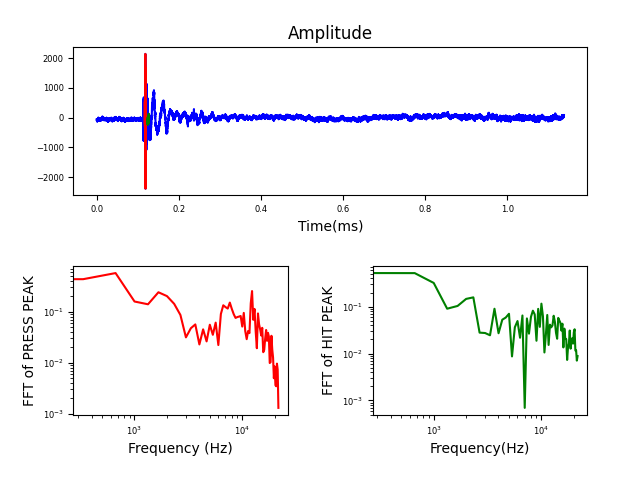 Amplitude
2000
1000
0
−1000
−2000
0.0 0.2 0.4 0.6 0.8 1.0
Time(ms)
FFT of PRESS PEAK
10⁻¹
10⁻²
10⁻³
10³ 10⁴
Frequency (Hz)
FFT of HIT PEAK
10⁻¹
10⁻²
10⁻³
10³ 10⁴
Frequency(Hz)